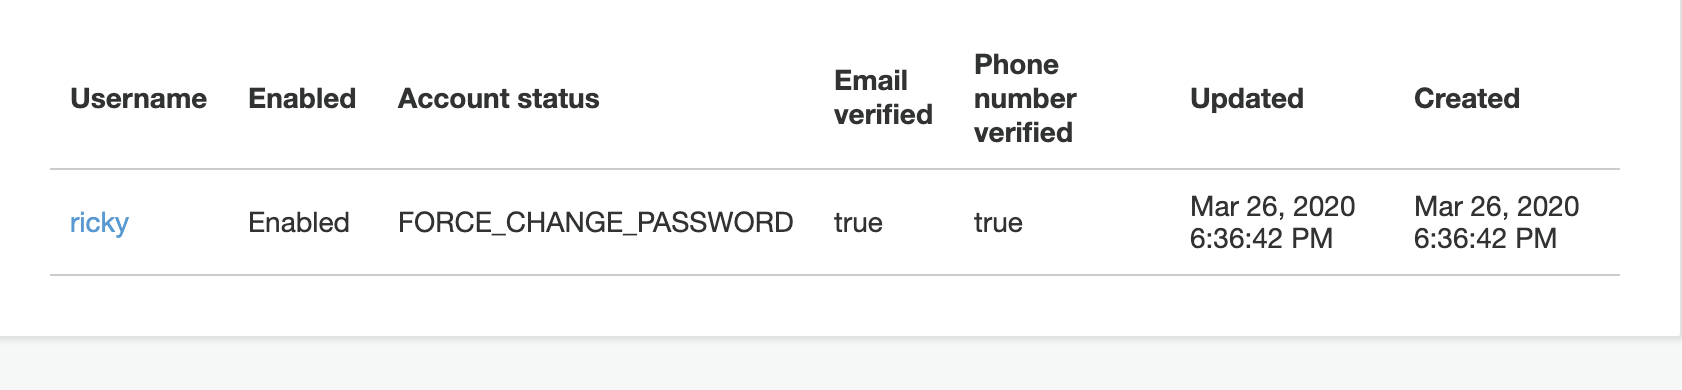 Username Enabled Account status Email verified Phone number verified Updated Created
ricky Enabled FORCE_CHANGE_PASSWORD true true Mar 26, 2020 6:36:42 PM Mar 26, 2020 6:36:42 PM